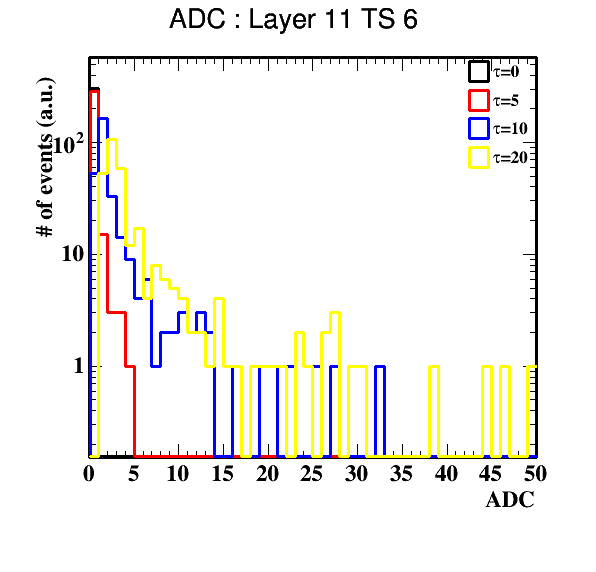 ADC : Layer 11 TS 6
# of events (a.u.)
10²
10
1
τ=0
τ=5
τ=10
τ=20
0 5 10 15 20 25 30 35 40 45 50
ADC